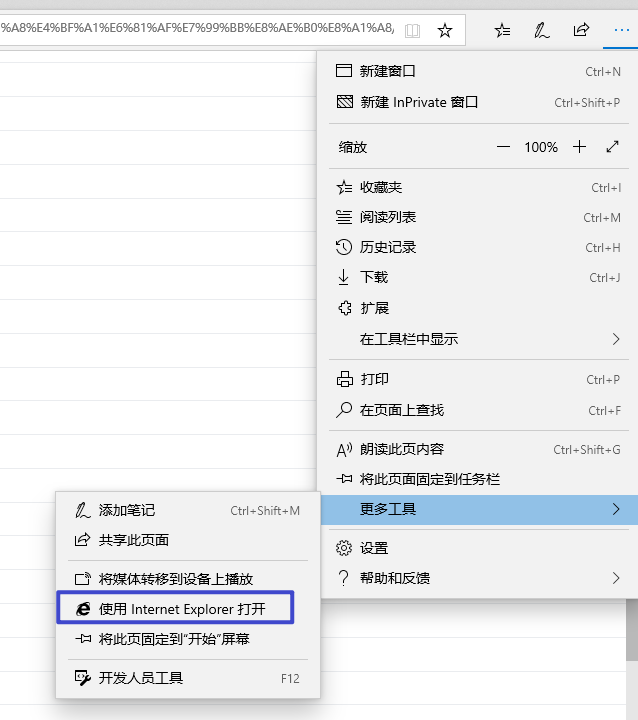 %A8%E4%BF%A1%E6%81%AF%E7%99%BB%E8%AE%B0%E8%A1%A8/
新建窗口 Ctrl+N
新建 InPrivate 窗口 Ctrl+Shift+P
缩放 — 100% +
收藏夹 Ctrl+I
阅读列表 Ctrl+M
历史记录 Ctrl+H
下载 Ctrl+J
扩展
在工具栏中显示
打印 Ctrl+P
在页面上查找 Ctrl+F
朗读此页内容 Ctrl+Shift+G
将此页面固定到任务栏
更多工具
设置
帮助和反馈
添加笔记 Ctrl+Shift+M
共享此页面
将媒体转移到设备上播放
使用 Internet Explorer 打开
将此页固定到"开始"屏幕
开发人员工具 F12